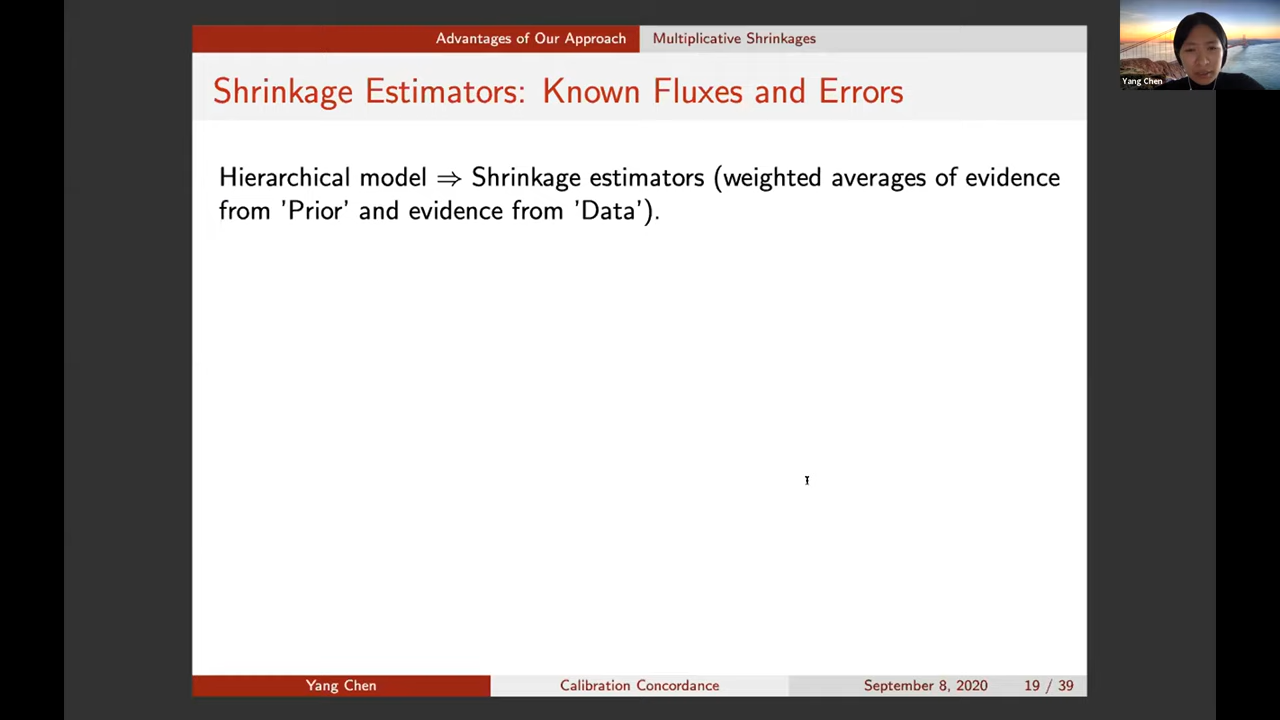 Advantages of Our Approach Multiplicative Shrinkages
Shrinkage Estimators: Known Fluxes and Errors
Hierarchical model ⇒ Shrinkage estimators (weighted averages of evidence
from 'Prior' and evidence from 'Data').
Yang Chen Calibration Concordance September 8, 2020 19 / 39
Yang Chen